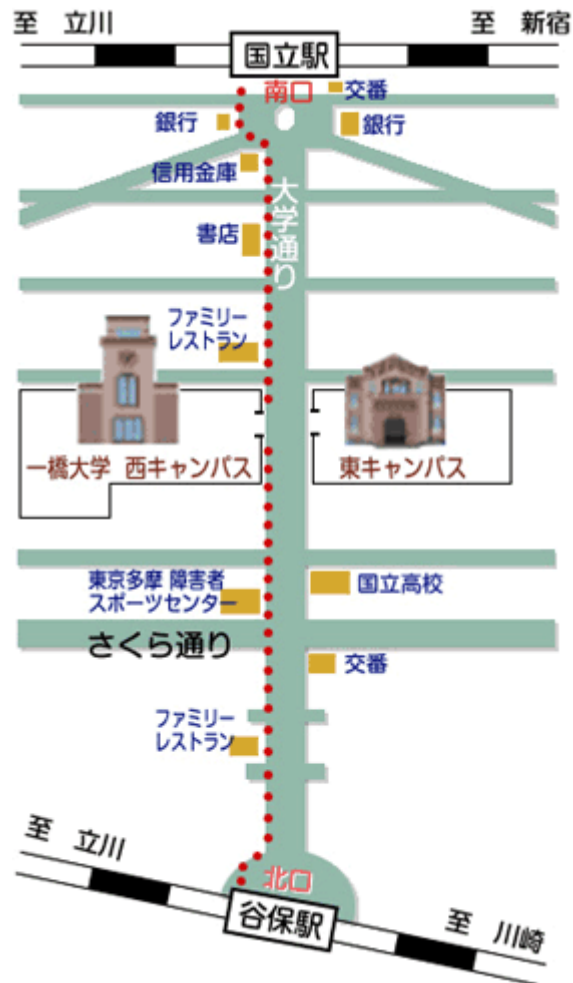 至 立川
至 新宿
国立駅
南口
交番
銀行
銀行
信用金庫
大学通り
書店
ファミリー
レストラン
一橋大学 西キャンパス
東キャンパス
東京多摩 障害者
スポーツセンター
国立高校
さくら通り
交番
ファミリー
レストラン
至 立川
北口
谷保駅
至 川崎